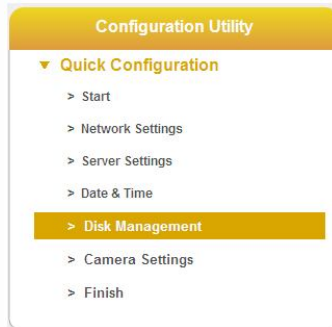 Configuration Utility
▼ Quick Configuration
> Start
> Network Settings
> Server Settings
> Date & Time
> Disk Management
> Camera Settings
> Finish